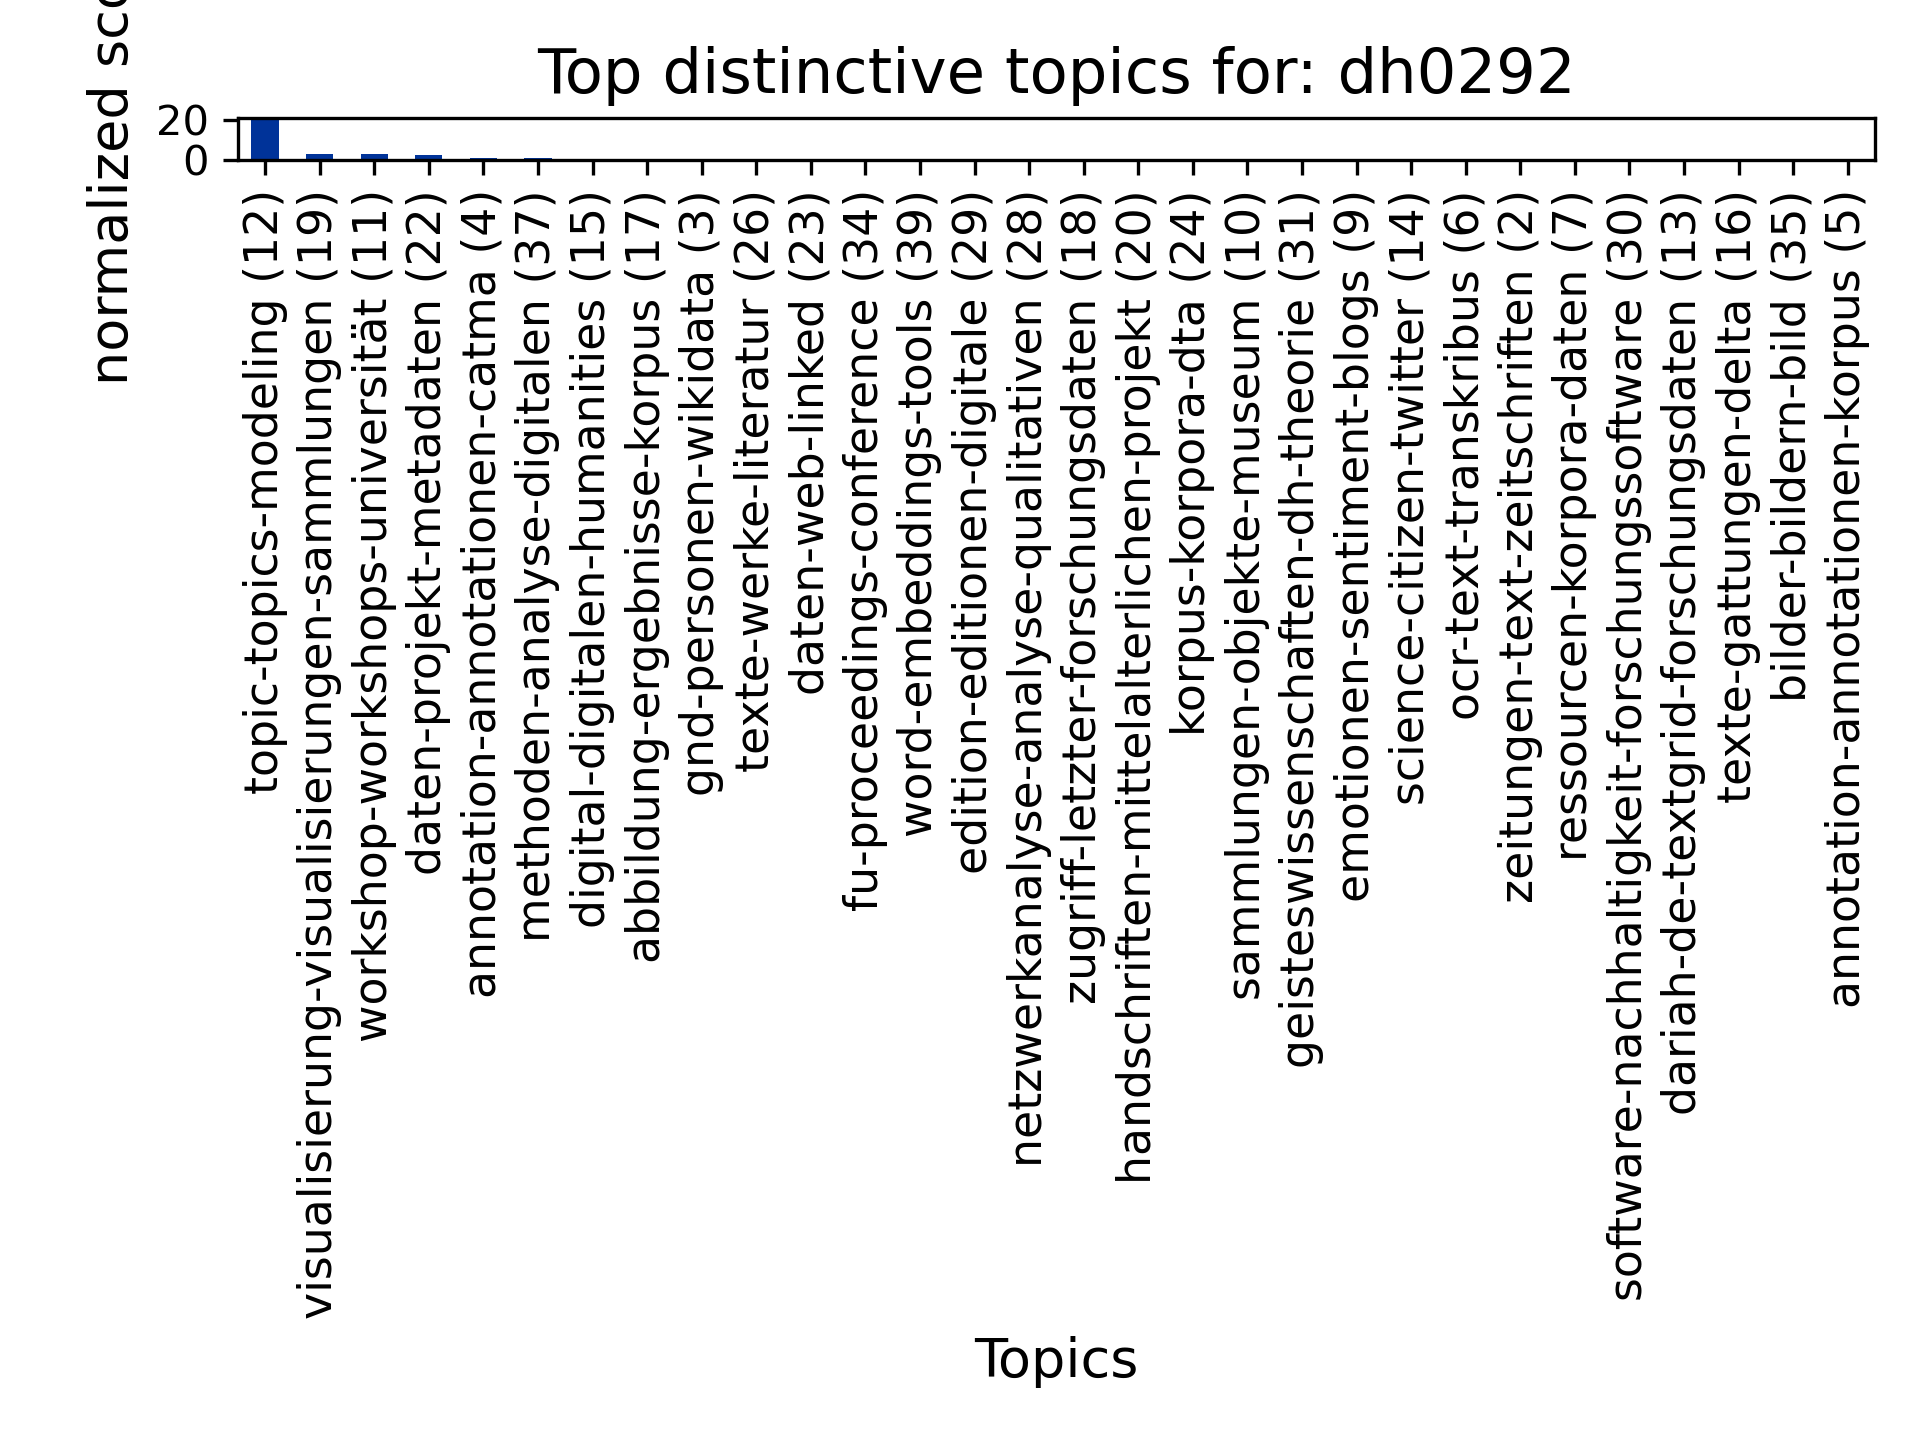 Top distinctive topics for: dh0292
normalized
20
0
topic-topics-modeling (12)
visualisierung-visualisierungen-sammlungen (19)
workshop-workshops-universität (11)
daten-projekt-metadaten (22)
annotation-annotationen-catma (4)
methoden-analyse-digitalen (37)
digital-digitalen-humanities (15)
abbildung-ergebnisse-korpus (17)
gnd-personen-wikidata (3)
texte-werke-literatur (26)
daten-web-linked (23)
fu-proceedings-conference (34)
word-embeddings-tools (39)
edition-editionen-digitale (29)
netzwerkanalyse-analyse-qualitativen (28)
zugriff-letzter-forschungsdaten (18)
handschriften-mittelalterlichen-projekt (20)
korpus-korpora-dta (24)
sammlungen-objekte-museum (10)
geisteswissenschaften-dh-theorie (31)
emotionen-sentiment-blogs (9)
science-citizen-twitter (14)
ocr-text-transkribus (6)
zeitungen-text-zeitschriften (2)
ressourcen-korpora-daten (7)
software-nachhaltigkeit-forschungssoftware (30)
dariah-de-textgrid-forschungsdaten (13)
texte-gattungen-delta (16)
bilder-bildern-bild (35)
annotation-annotationen-korpus (5)
Topics